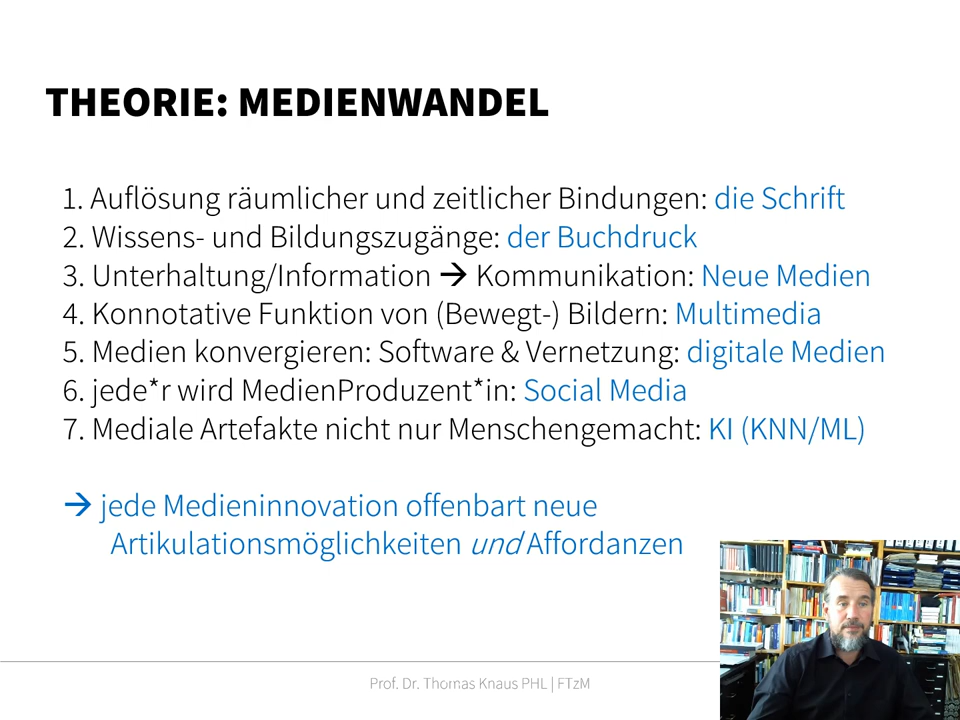 THEORIE: MEDIENWANDEL
1. Auflösung räumlicher und zeitlicher Bindungen: die Schrift
2. Wissens- und Bildungszugänge: der Buchdruck
3. Unterhaltung/Information → Kommunikation: Neue Medien
4. Konnotative Funktion von (Bewegt-) Bildern: Multimedia
5. Medien konvergieren: Software & Vernetzung: digitale Medien
6. jede*r wird MedienProduzent*in: Social Media
7. Mediale Artefakte nicht nur Menschengemacht: KI (KNN/ML)
→ jede Medieninnovation offenbart neue
Artikulationsmöglichkeiten und Affordanzen
Prof. Dr. Thomas Knaus PHL | FTzM